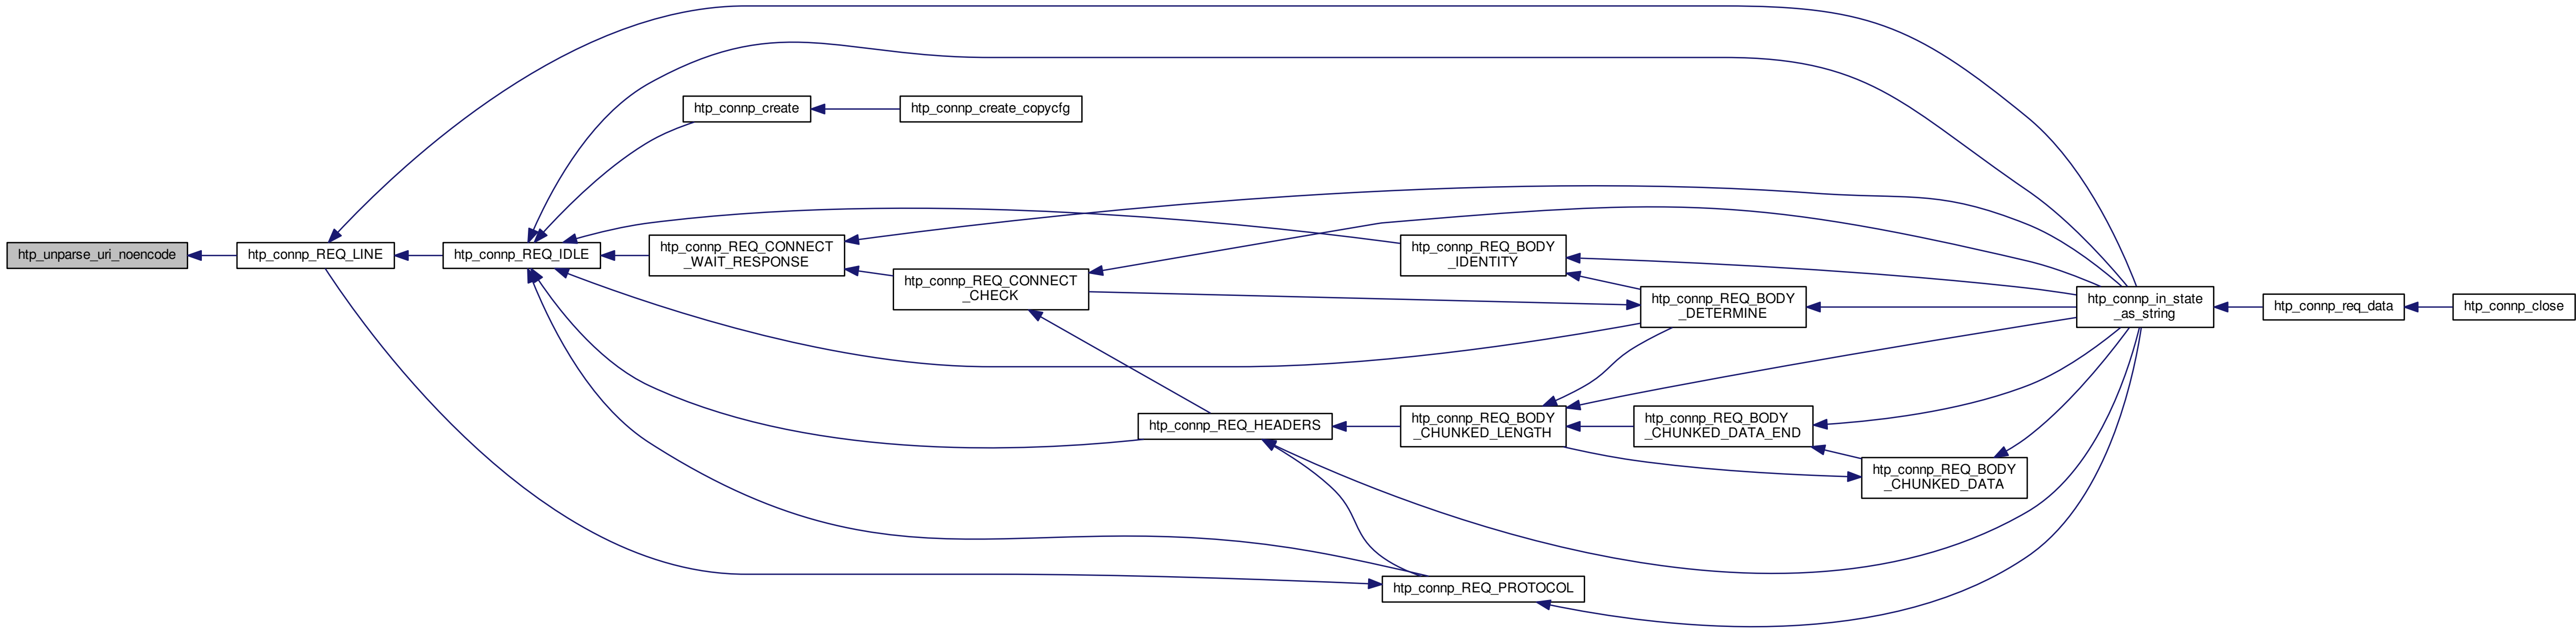 htp_unparse_uri_noencode
htp_connp_REQ_LINE
htp_connp_REQ_IDLE
htp_connp_create
htp_connp_create_copycfg
htp_connp_REQ_CONNECT
_WAIT_RESPONSE
htp_connp_REQ_CONNECT
_CHECK
htp_connp_REQ_HEADERS
htp_connp_REQ_BODY
_IDENTITY
htp_connp_REQ_BODY
_DETERMINE
htp_connp_REQ_BODY
_CHUNKED_LENGTH
htp_connp_REQ_BODY
_CHUNKED_DATA_END
htp_connp_REQ_BODY
_CHUNKED_DATA
htp_connp_REQ_PROTOCOL
htp_connp_in_state
_as_string
htp_connp_req_data
htp_connp_close